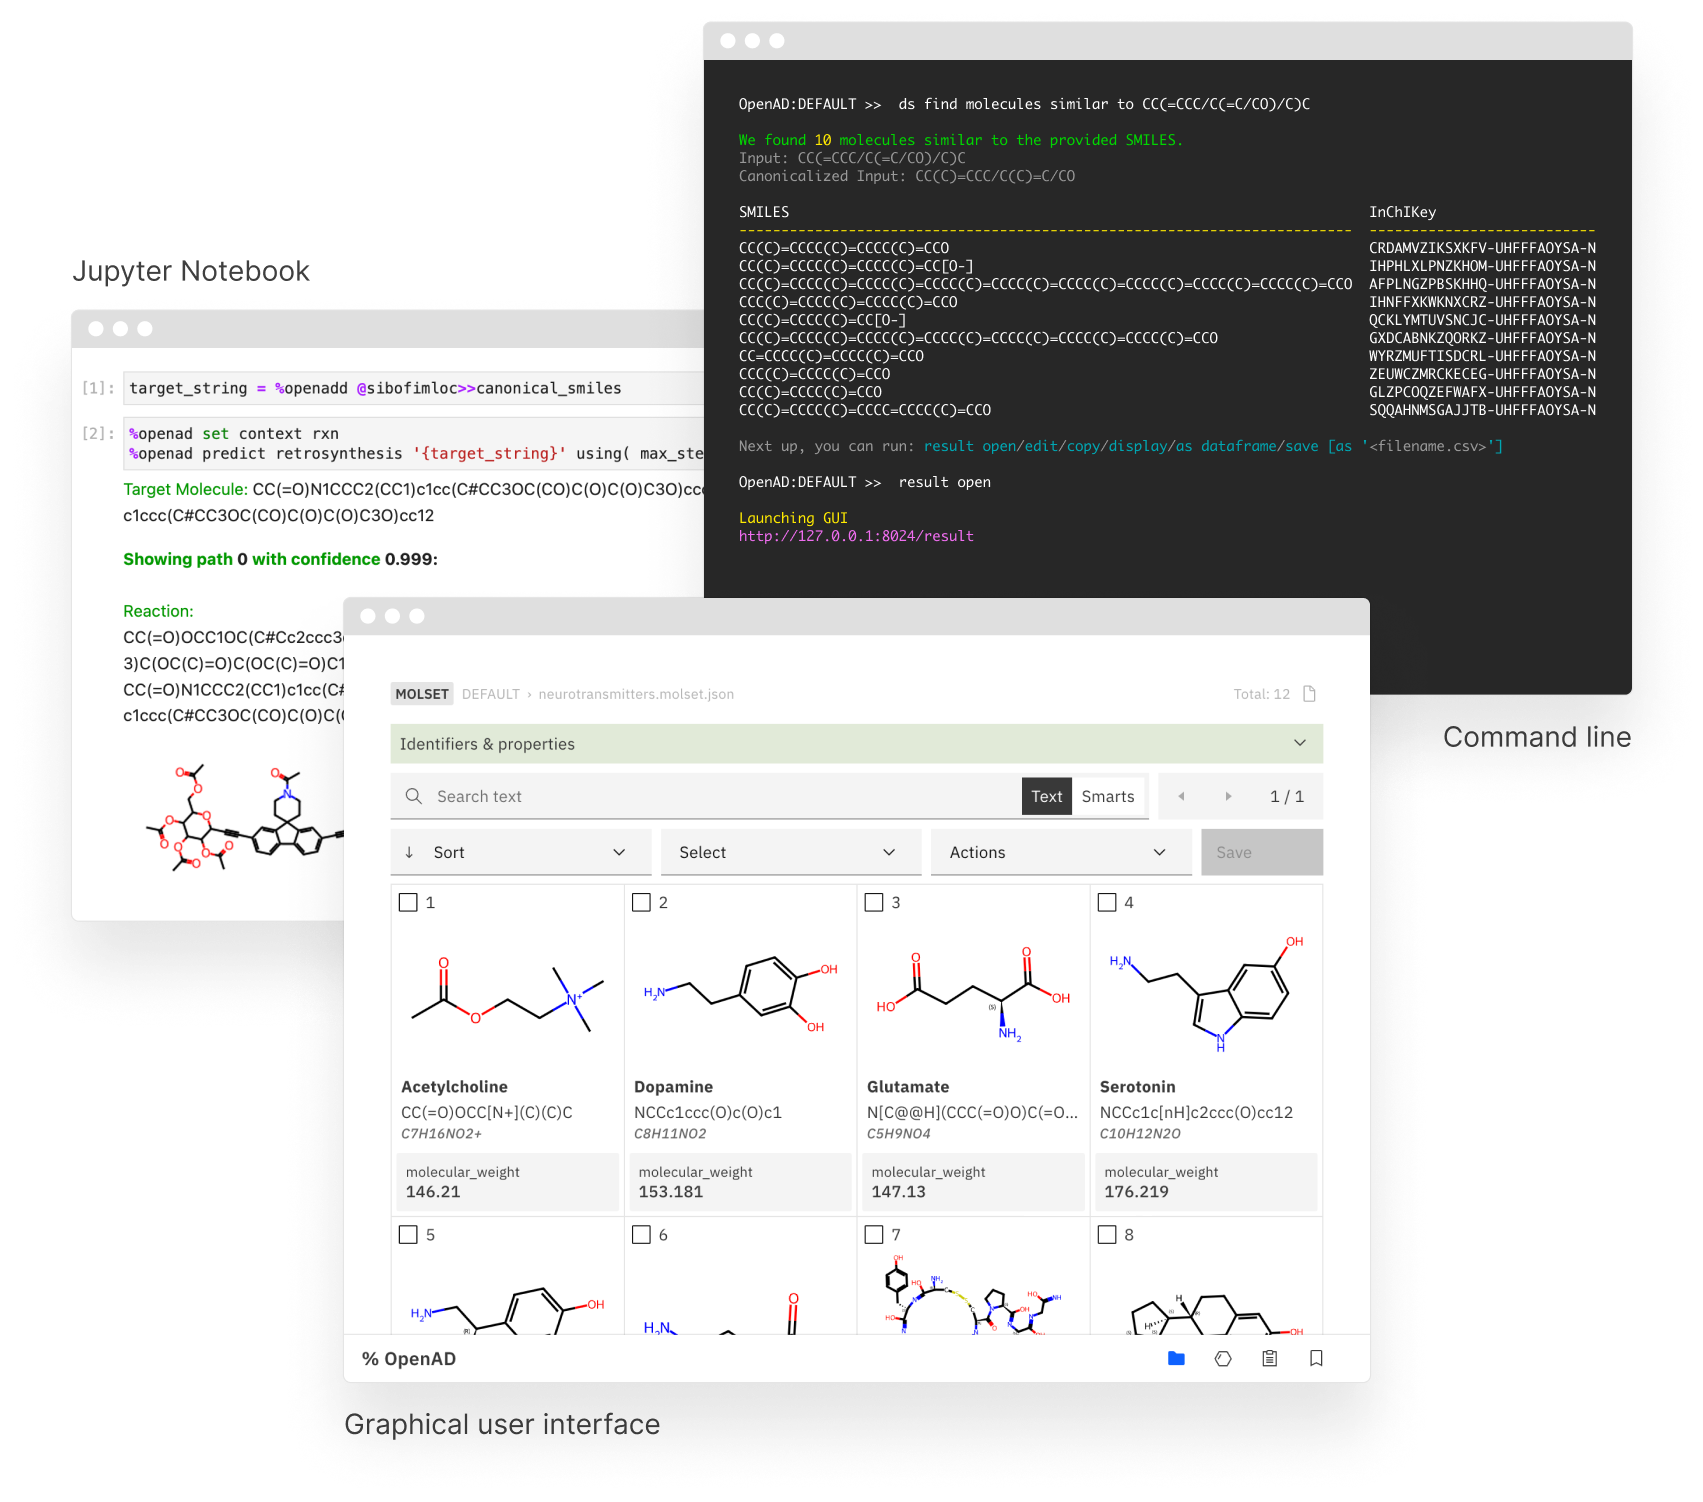 OpenAD:DEFAULT >>  ds find molecules similar to CC(=CCC/C(=C/CO)/C)C
We found 10 molecules similar to the provided SMILES.
Input: CC(=CCC/C(=C/CO)/C)C
Canonicalized Input: CC(C)=CCC/C(C)=C/CO
SMILES InChIKey
CC(C)=CCCC(C)=CCCC(C)=CCO CRDAMVZIKSXKFV-UHFFFAOYSA-N
CC(C)=CCCC(C)=CCCC(C)=CC[O-] IHPHLXLPNZKHOM-UHFFFAOYSA-N
CC(C)=CCCC(C)=CCCC(C)=CCCC(C)=CCCC(C)=CCCC(C)=CCCC(C)=CCCC(C)=CCCC(C)=CCO AFPLNGZPBSKHHQ-UHFFFAOYSA-N
CCC(C)=CCCC(C)=CCCC(C)=CCO IHNFFXKWKNXCRZ-UHFFFAOYSA-N
CC(C)=CCCC(C)=CC[O-] QCKLYMTUVSNCJC-UHFFFAOYSA-N
CC(C)=CCCC(C)=CCCC(C)=CCCC(C)=CCCC(C)=CCCC(C)=CCCC(C)=CCO GXDCABNKZQORKZ-UHFFFAOYSA-N
CC=CCCC(C)=CCCC(C)=CCO WYRZMUFTISDCRL-UHFFFAOYSA-N
CCC(C)=CCCC(C)=CCO ZEUWCZMRCKECEG-UHFFFAOYSA-N
CC(C)=CCCC(C)=CCO GLZPCOQZEFWAFX-UHFFFAOYSA-N
CC(C)=CCCC(C)=CCCC=CCCC(C)=CCO SQQAHNMSGAJJTB-UHFFFAOYSA-N
Next up, you can run: result open/edit/copy/display/as dataframe/save [as '<filename.csv>']
OpenAD:DEFAULT >>  result open
Launching GUI
http://127.0.0.1:8024/result
Command line
Jupyter Notebook
[1]: target_string = %openadd @sibofimloc>>canonical_smiles
[2]: %openad set context rxn
%openad predict retrosynthesis '{target_string}' using( max_ste
Target Molecule: CC(=O)N1CCC2(CC1)c1cc(C#CC3OC(CO)C(O)C(O)C3O)ccc
c1ccc(C#CC3OC(CO)C(O)C(O)C3O)cc12
Showing path 0 with confidence 0.999:
Reaction:
CC(=O)OCC1OC(C#Cc2ccc3
3)C(OC(C)=O)C(OC(C)=O)C1
CC(=O)N1CCC2(CC1)c1cc(C#
c1ccc(C#CC3OC(CO)C(O)C(
MOLSET DEFAULT › neurotransmitters.molset.json Total: 12
Identifiers & properties
Search text Text Smarts 1 / 1
Sort Select Actions Save
1 2 3 4
O N+ O
H2N OH OH
O O HO OH (S) NH2
H2N OH N H
Acetylcholine Dopamine Glutamate Serotonin
CC(=O)OCC[N+](C)(C)C NCCc1ccc(O)c(O)c1 N[C@@H](CCC(=O)O)C(=O... NCCc1c[nH]c2ccc(O)cc12
C7H16NO2+ C8H11NO2 C5H9NO4 C10H12N2O
molecular_weight molecular_weight molecular_weight molecular_weight
146.21 153.181 147.13 176.219
5 6 7 8
H2N OH H2N O
% OpenAD
Graphical user interface